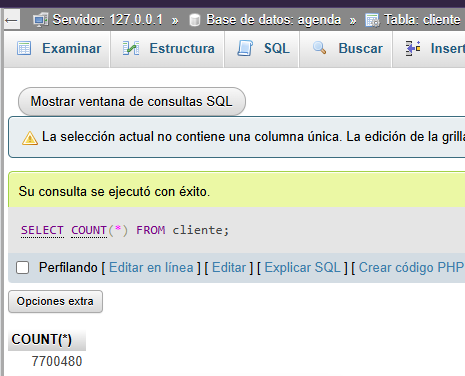 Servidor: 127.0.0.1 » Base de datos: agenda » Tabla: cliente
Examinar Estructura SQL Buscar Insert
Mostrar ventana de consultas SQL
La selección actual no contiene una columna única. La edición de la grilla
Su consulta se ejecutó con éxito.
SELECT COUNT(*) FROM cliente;
Perfilando [ Editar en línea ] [ Editar ] [ Explicar SQL ] [ Crear código PHP
Opciones extra
COUNT(*)
7700480